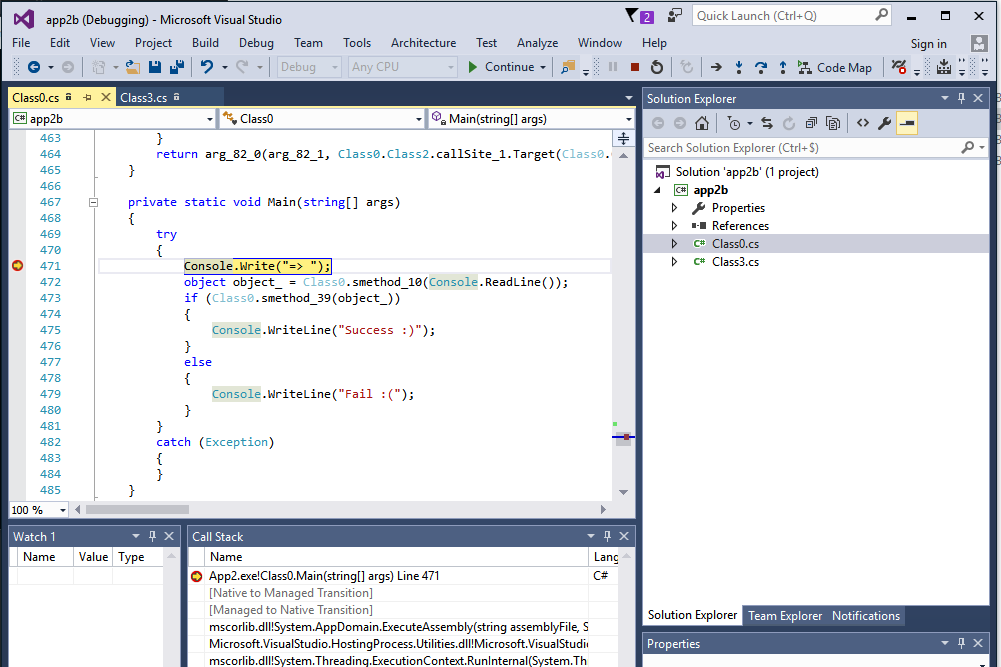 app2b (Debugging) - Microsoft Visual Studio
2
Quick Launch (Ctrl+Q)
File Edit View Project Build Debug Team Tools Architecture Test Analyze Window Help
Sign in
Debug Any CPU Continue Code Map
Class0.cs Class3.cs
C# app2b Class0 Main(string[] args)
463 }
464 return arg_82_0(arg_82_1, Class0.Class2.callSite_1.Target(Class0.
465 }
466
467 private static void Main(string[] args)
468 {
469 try
470 {
471 Console.Write("=> ");
472 object object_ = Class0.smethod_10(Console.ReadLine());
473 if (Class0.smethod_39(object_))
474 {
475 Console.WriteLine("Success :)");
476 }
477 else
478 {
479 Console.WriteLine("Fail :(");
480 }
481 }
482 catch (Exception)
483 {
484 }
485 }
100 %
Watch 1
Name Value Type
Call Stack
Name Lang
App2.exe!Class0.Main(string[] args) Line 471 C#
[Native to Managed Transition]
[Managed to Native Transition]
mscorlib.dll!System.AppDomain.ExecuteAssembly(string assemblyFile, S
Microsoft.VisualStudio.HostingProcess.Utilities.dll!Microsoft.VisualStudio
mscorlib.dll!System.Threading.ExecutionContext.RunInternal(System.Th
Solution Explorer
Search Solution Explorer (Ctrl+$)
Solution 'app2b' (1 project)
C# app2b
Properties
References
C# Class0.cs
C# Class3.cs
Solution Explorer Team Explorer Notifications
Properties